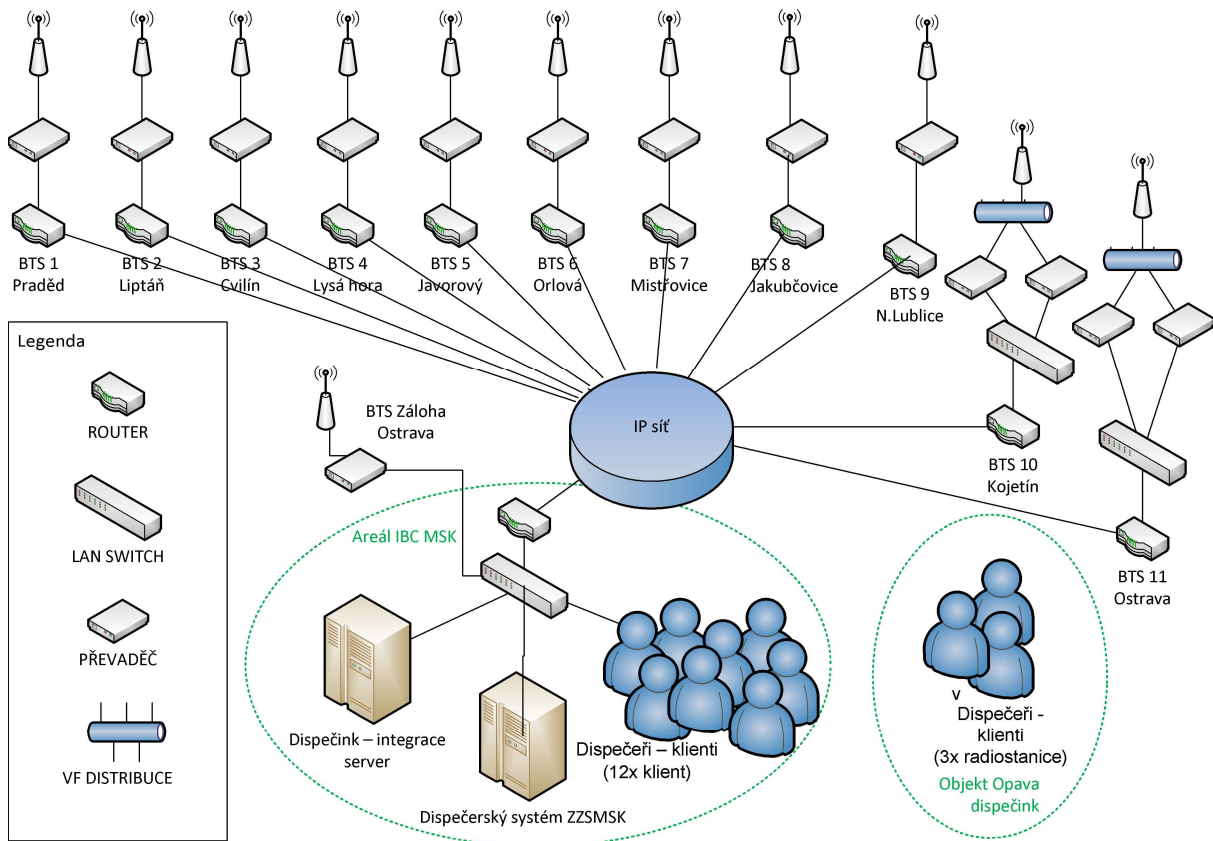 BTS 1
Praděd
BTS 2
Liptáň
BTS 3
Cvilín
BTS 4
Lysá hora
BTS 5
Javorový
BTS 6
Orlová
BTS 7
Mistřovice
BTS 8
Jakubčovice
BTS 9
N.Lublice
Legenda
ROUTER
LAN SWITCH
PŘEVADĚČ
VF DISTRIBUCE
BTS Záloha
Ostrava
IP síť
BTS 10
Kojetín
BTS 11
Ostrava
Areál IBC MSK
Dispečink – integrace
server
Dispečerský systém ZZSMSK
Dispečeři – klienti
(12x klient)
v
Dispečeři -
klienti
(3x radiostanice)
Objekt Opava
dispečink